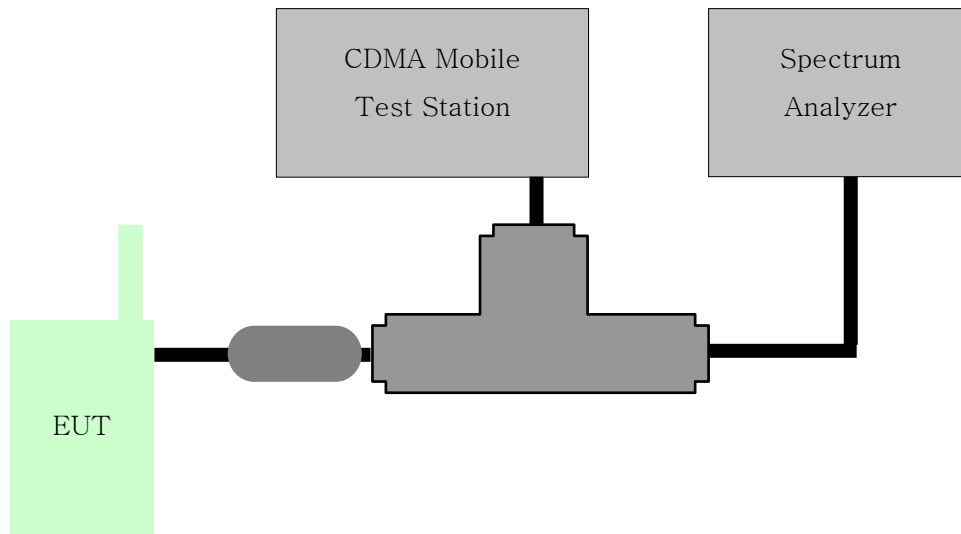 CDMA Mobile
Test Station
Spectrum
Analyzer
EUT